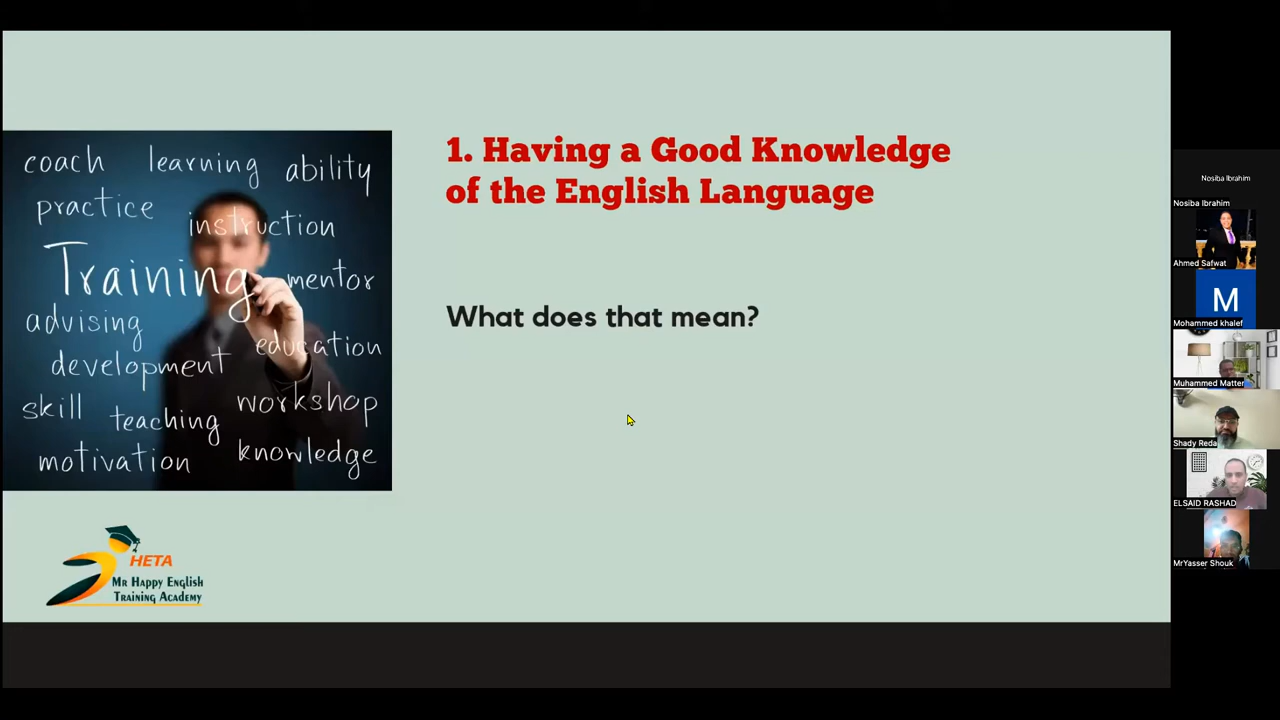 coach learning ability
practice
instruction
Training
mentor
advising
education
development
skill
teaching
workshop
motivation
knowledge
HETA
Mr Happy English
Training Academy
1. Having a Good Knowledge
of the English Language
What does that mean?
Nosiba Ibrahim
Nosiba Ibrahim
Ahmed Safwat
M
Mohammed khalef
Muhammed Matter
Shady Reda
ELSAID RASHAD
MrYasser Shouk